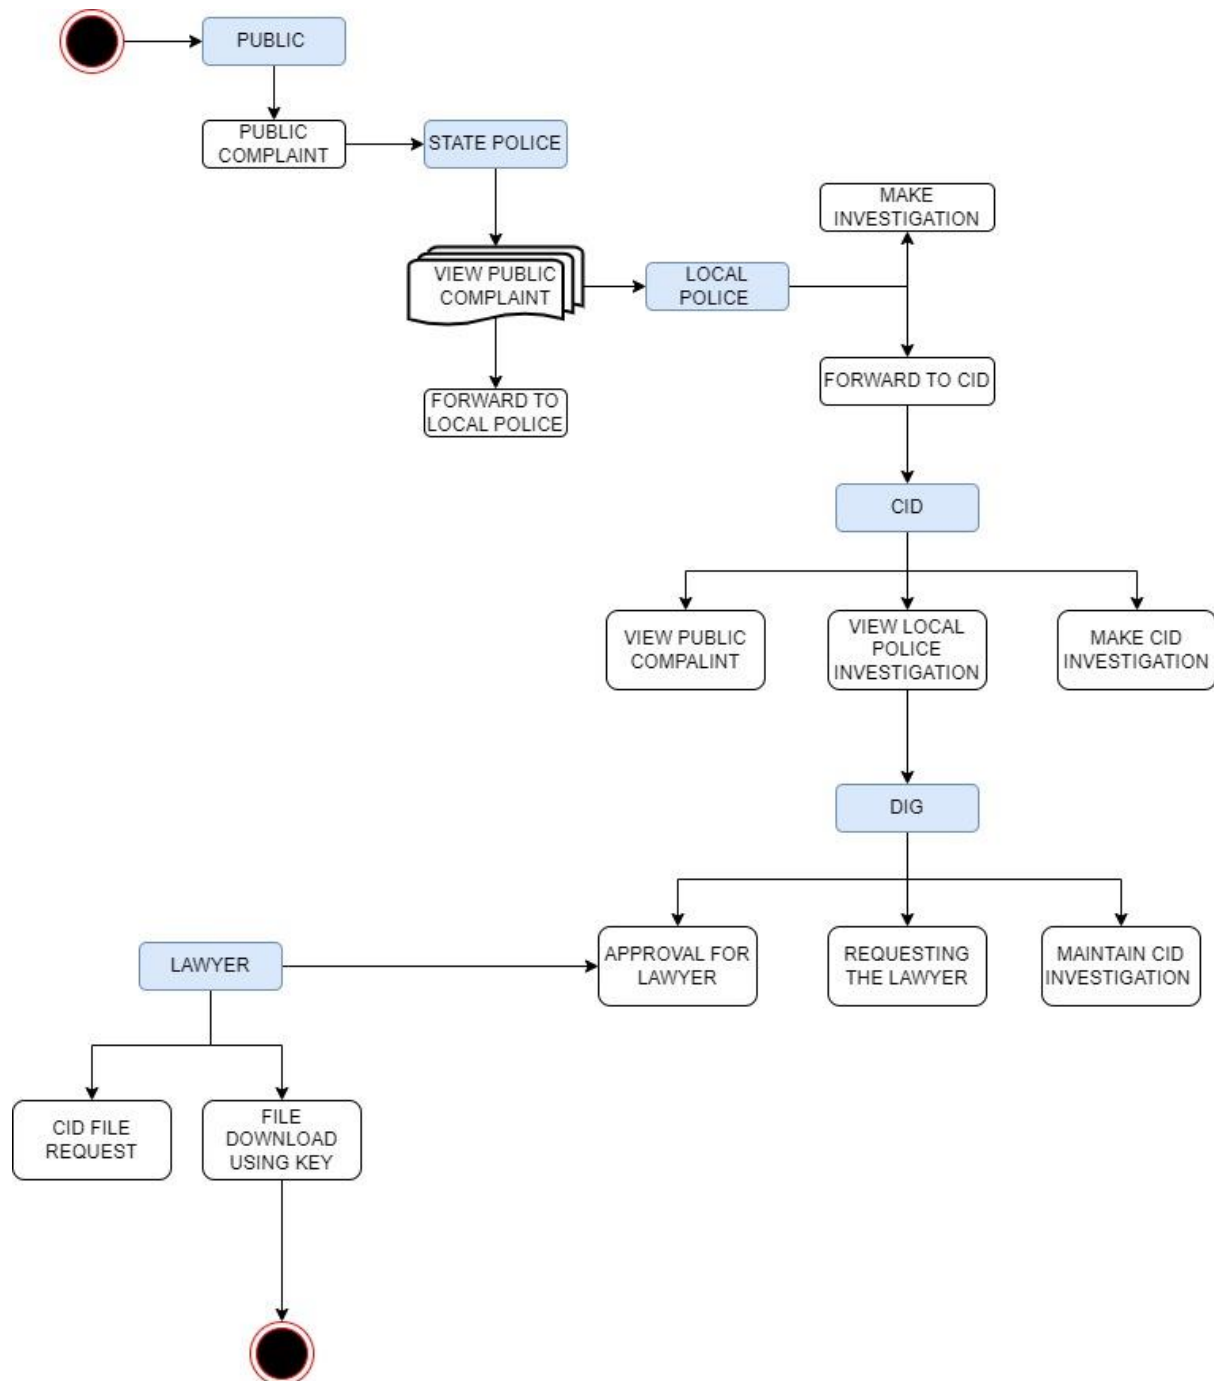 PUBLIC
PUBLIC
COMPLAINT
STATE POLICE
MAKE
INVESTIGATION
VIEW PUBLIC
COMPLAINT
LOCAL
POLICE
FORWARD TO CID
FORWARD TO
LOCAL POLICE
CID
VIEW PUBLIC
COMPALINT
VIEW LOCAL
POLICE
INVESTIGATION
MAKE CID
INVESTIGATION
DIG
LAWYER
APPROVAL FOR
LAWYER
REQUESTING
THE LAWYER
MAINTAIN CID
INVESTIGATION
CID FILE
REQUEST
FILE
DOWNLOAD
USING KEY